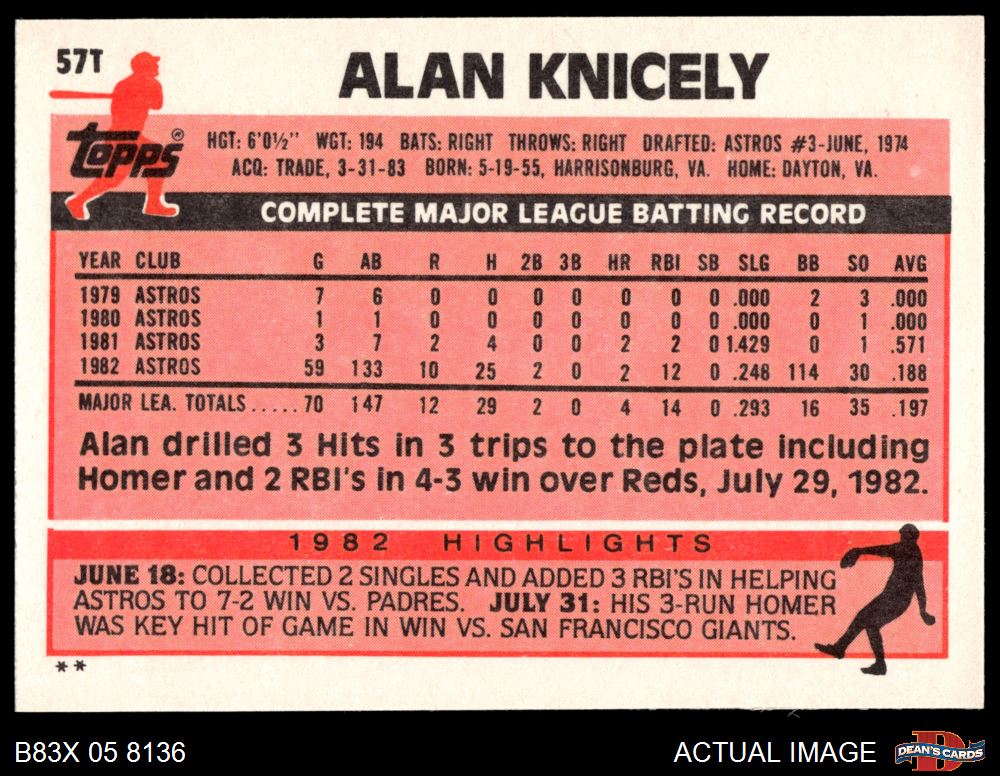 57T
ALAN KNICELY
topps®
HGT: 6'0½" WGT: 194 BATS: RIGHT THROWS: RIGHT DRAFTED: ASTROS #3-JUNE, 1974
ACQ: TRADE, 3-31-83 BORN: 5-19-55, HARRISONBURG, VA. HOME: DAYTON, VA.
COMPLETE MAJOR LEAGUE BATTING RECORD
YEAR CLUB G AB R H 2B 3B HR RBI SB SLG BB SO AVG
1979 ASTROS 7 6 0 0 0 0 0 0 0 .000 2 3 .000
1980 ASTROS 1 1 0 0 0 0 0 0 0 .000 0 1 .000
1981 ASTROS 3 7 2 4 0 0 2 2 0 1.429 0 1 .571
1982 ASTROS 59 133 10 25 2 0 2 12 0 .248 114 30 .188
MAJOR LEA. TOTALS..... 70 147 12 29 2 0 4 14 0 .293 16 35 .197
Alan drilled 3 Hits in 3 trips to the plate including
Homer and 2 RBI's in 4-3 win over Reds, July 29, 1982.
1982 HIGHLIGHTS
JUNE 18: COLLECTED 2 SINGLES AND ADDED 3 RBI'S IN HELPING
ASTROS TO 7-2 WIN VS. PADRES. JULY 31: HIS 3-RUN HOMER
WAS KEY HIT OF GAME IN WIN VS. SAN FRANCISCO GIANTS.
**
B83X 05 8136
ACTUAL IMAGE
DEAN'S CARDS